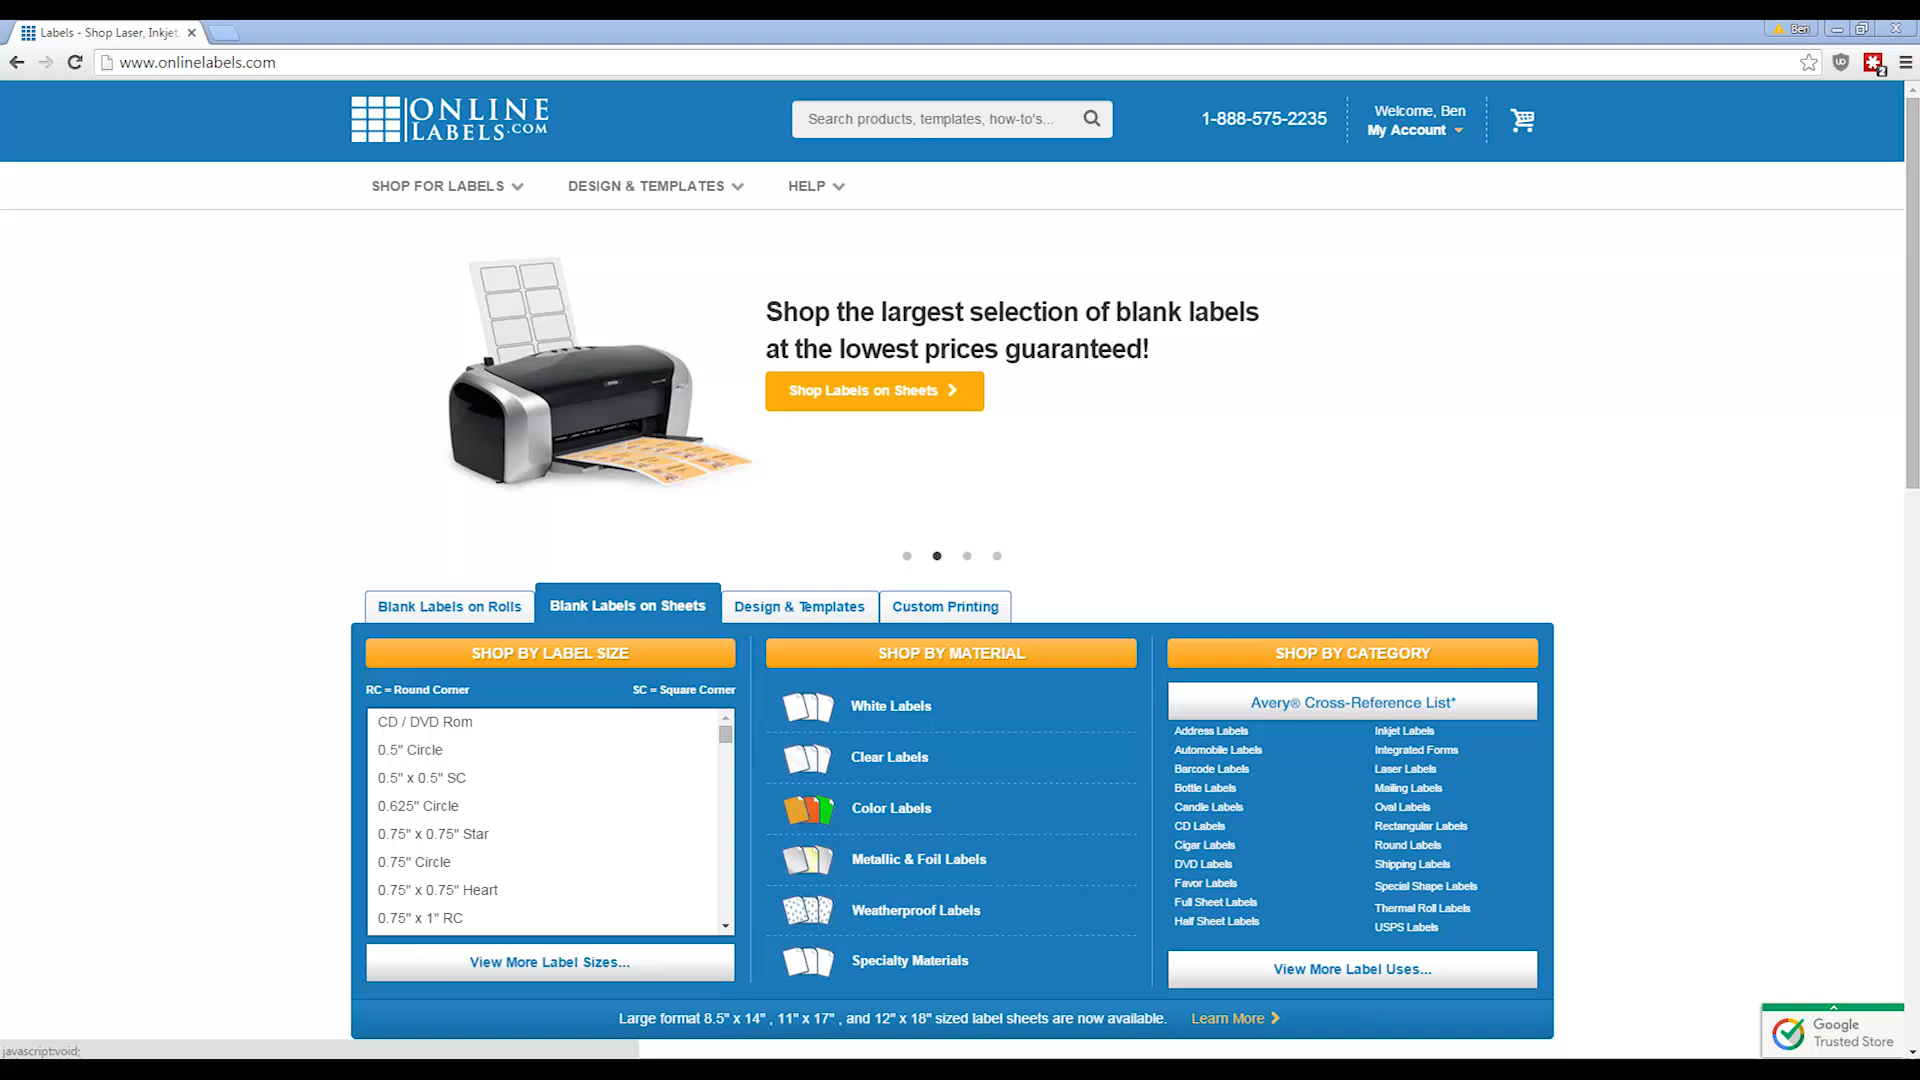 Labels - Shop Laser, Inkjet,
Ben
www.onlinelabels.com
2
ONLINE
LABELS.COM
Search products, templates, how-to's...
1-888-575-2235
Welcome, Ben
My Account
SHOP FOR LABELS
DESIGN & TEMPLATES
HELP
Shop the largest selection of blank labels
at the lowest prices guaranteed!
Shop Labels on Sheets
Blank Labels on Rolls
Blank Labels on Sheets
Design & Templates
Custom Printing
SHOP BY LABEL SIZE
RC = Round Corner
SC = Square Corner
CD / DVD Rom
0.5" Circle
0.5" x 0.5" SC
0.625" Circle
0.75" x 0.75" Star
0.75" Circle
0.75" x 0.75" Heart
0.75" x 1" RC
View More Label Sizes...
SHOP BY MATERIAL
White Labels
Clear Labels
Color Labels
Metallic & Foil Labels
Weatherproof Labels
Specialty Materials
SHOP BY CATEGORY
Avery® Cross-Reference List*
Address Labels
Automobile Labels
Barcode Labels
Bottle Labels
Candle Labels
CD Labels
Cigar Labels
DVD Labels
Favor Labels
Full Sheet Labels
Half Sheet Labels
Inkjet Labels
Integrated Forms
Laser Labels
Mailing Labels
Oval Labels
Rectangular Labels
Round Labels
Shipping Labels
Special Shape Labels
Thermal Roll Labels
USPS Labels
View More Label Uses...
Large format 8.5" x 14" , 11" x 17" , and 12" x 18" sized label sheets are now available.
Learn More
Google
Trusted Store
javascript:void;